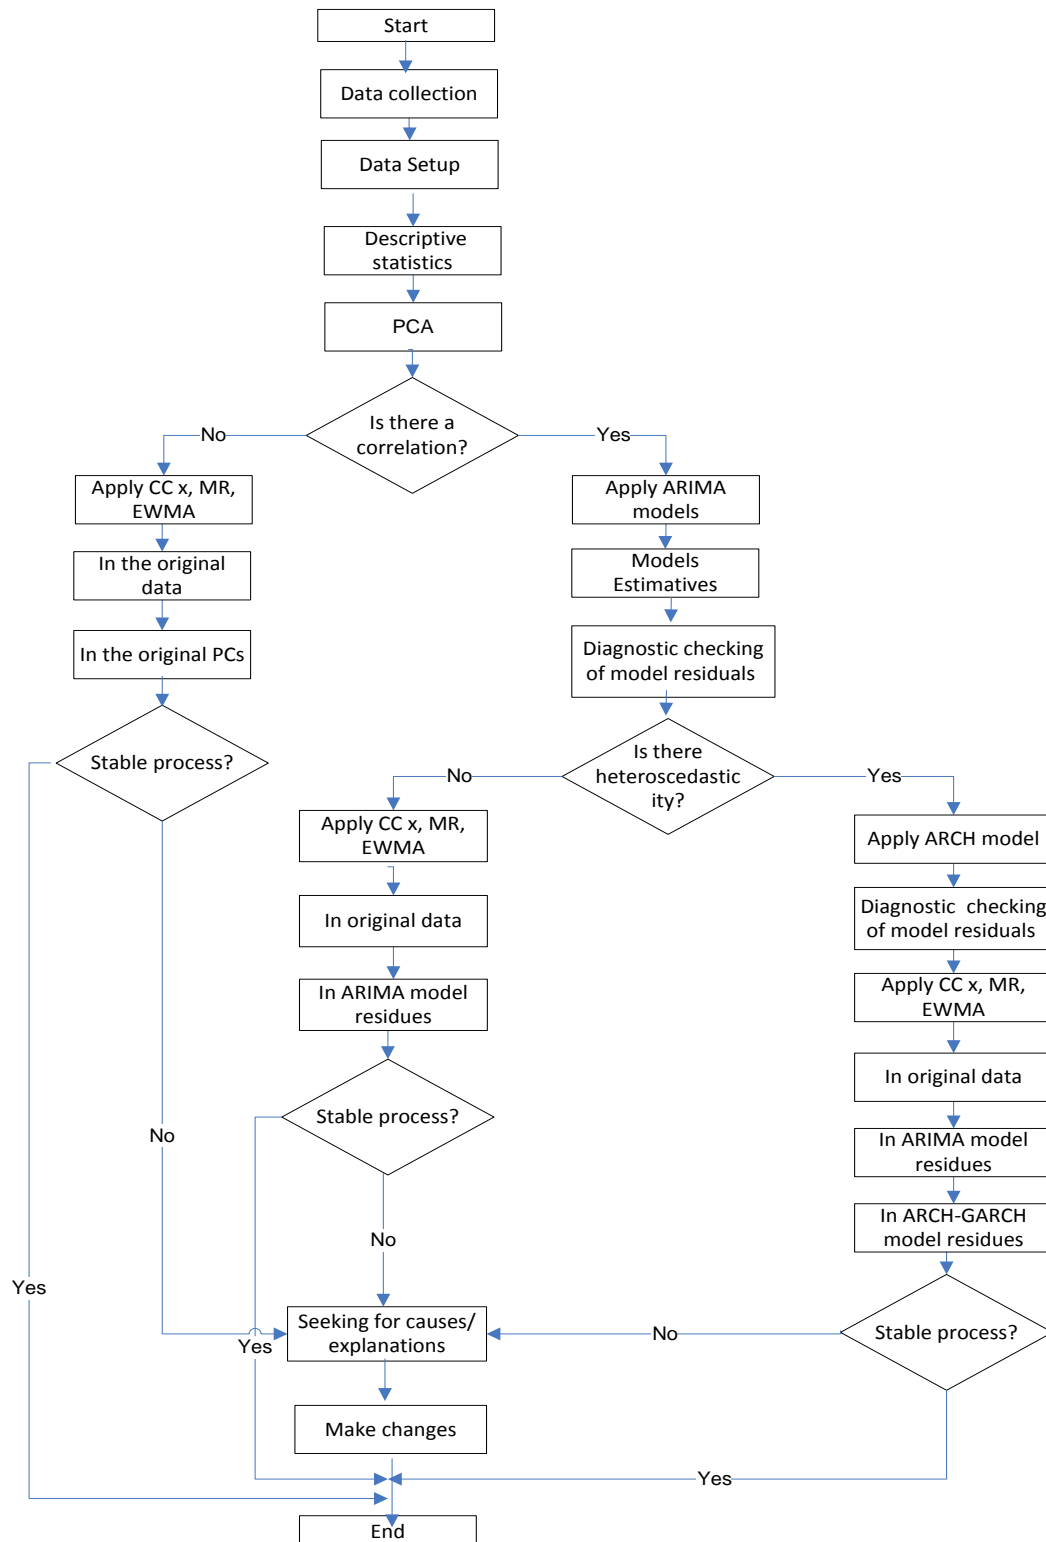 Start
Data collection
Data Setup
Descriptive
statistics
PCA
Is there a
correlation?
No
Yes
Apply CC x, MR,
EWMA
In the original
data
In the original PCs
Stable process?
Apply ARIMA
models
Models
Estimatives
Diagnostic checking
of model residuals
Is there
heteroscedastic
ity?
No
Yes
Apply CC x, MR,
EWMA
In original data
In ARIMA model
residues
Stable process?
Apply ARCH model
Diagnostic checking
of model residuals
Apply CC x, MR,
EWMA
In original data
In ARIMA model
residues
In ARCH-GARCH
model residues
Stable process?
No
No
Yes
Yes
No
Seeking for causes/
explanations
Make changes
Yes
End